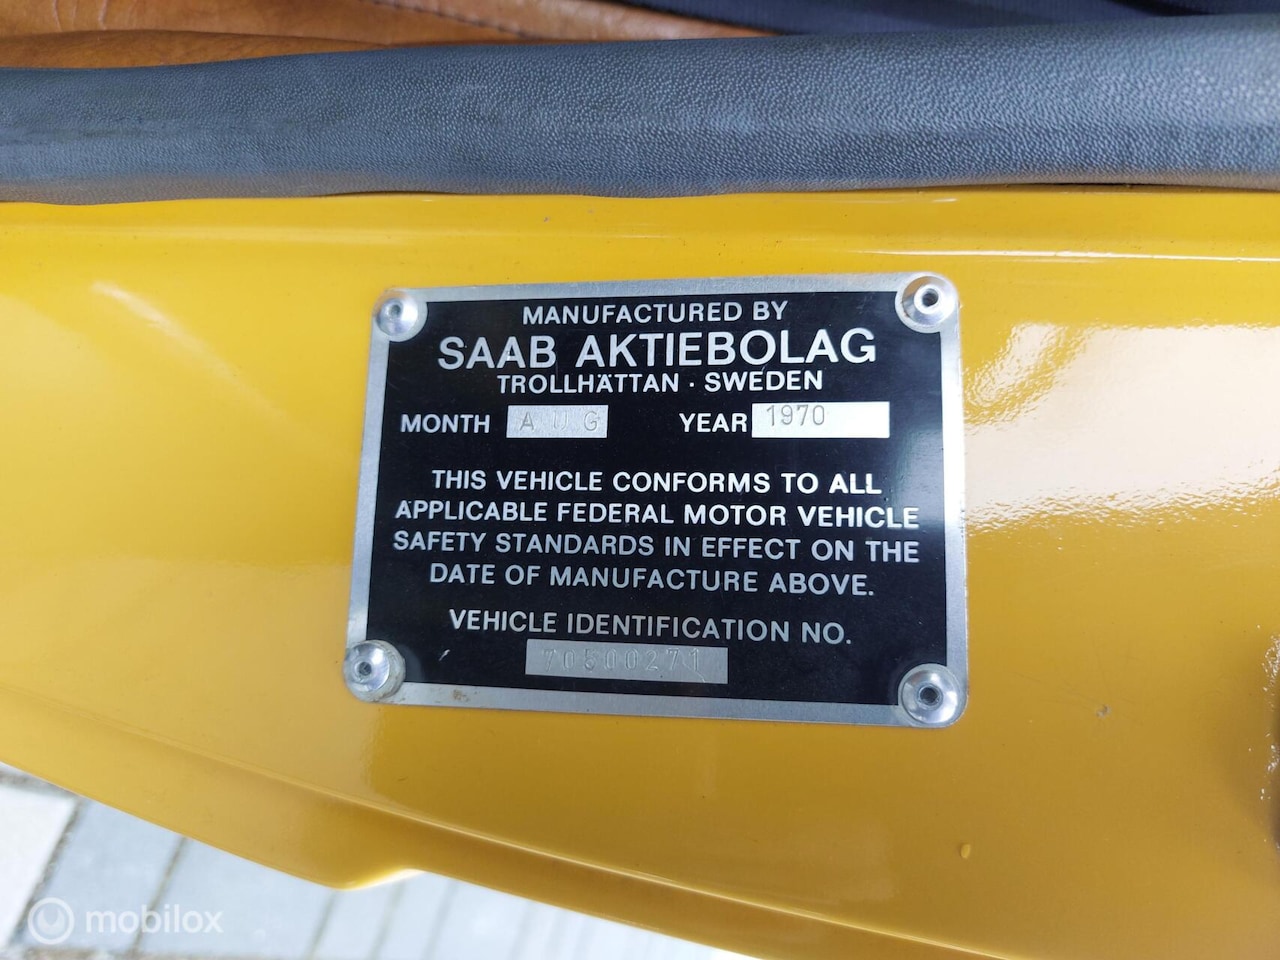 MANUFACTURED BY
SAAB AKTIEBOLAG
TROLLHÄTTAN · SWEDEN
MONTH AUG YEAR 1970
THIS VEHICLE CONFORMS TO ALL
APPLICABLE FEDERAL MOTOR VEHICLE
SAFETY STANDARDS IN EFFECT ON THE
DATE OF MANUFACTURE ABOVE.
VEHICLE IDENTIFICATION NO.
70500271
mobilox